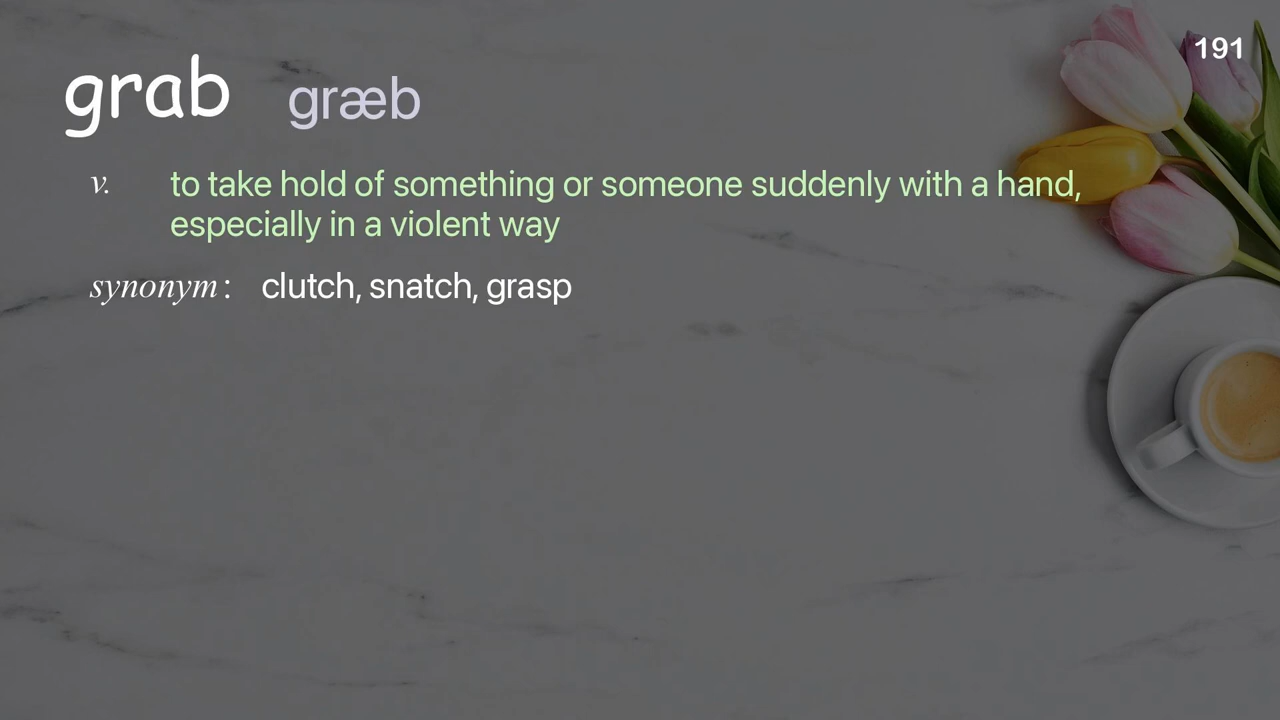 191
grab græb
v. to take hold of something or someone suddenly with a hand,
especially in a violent way
synonym: clutch, snatch, grasp